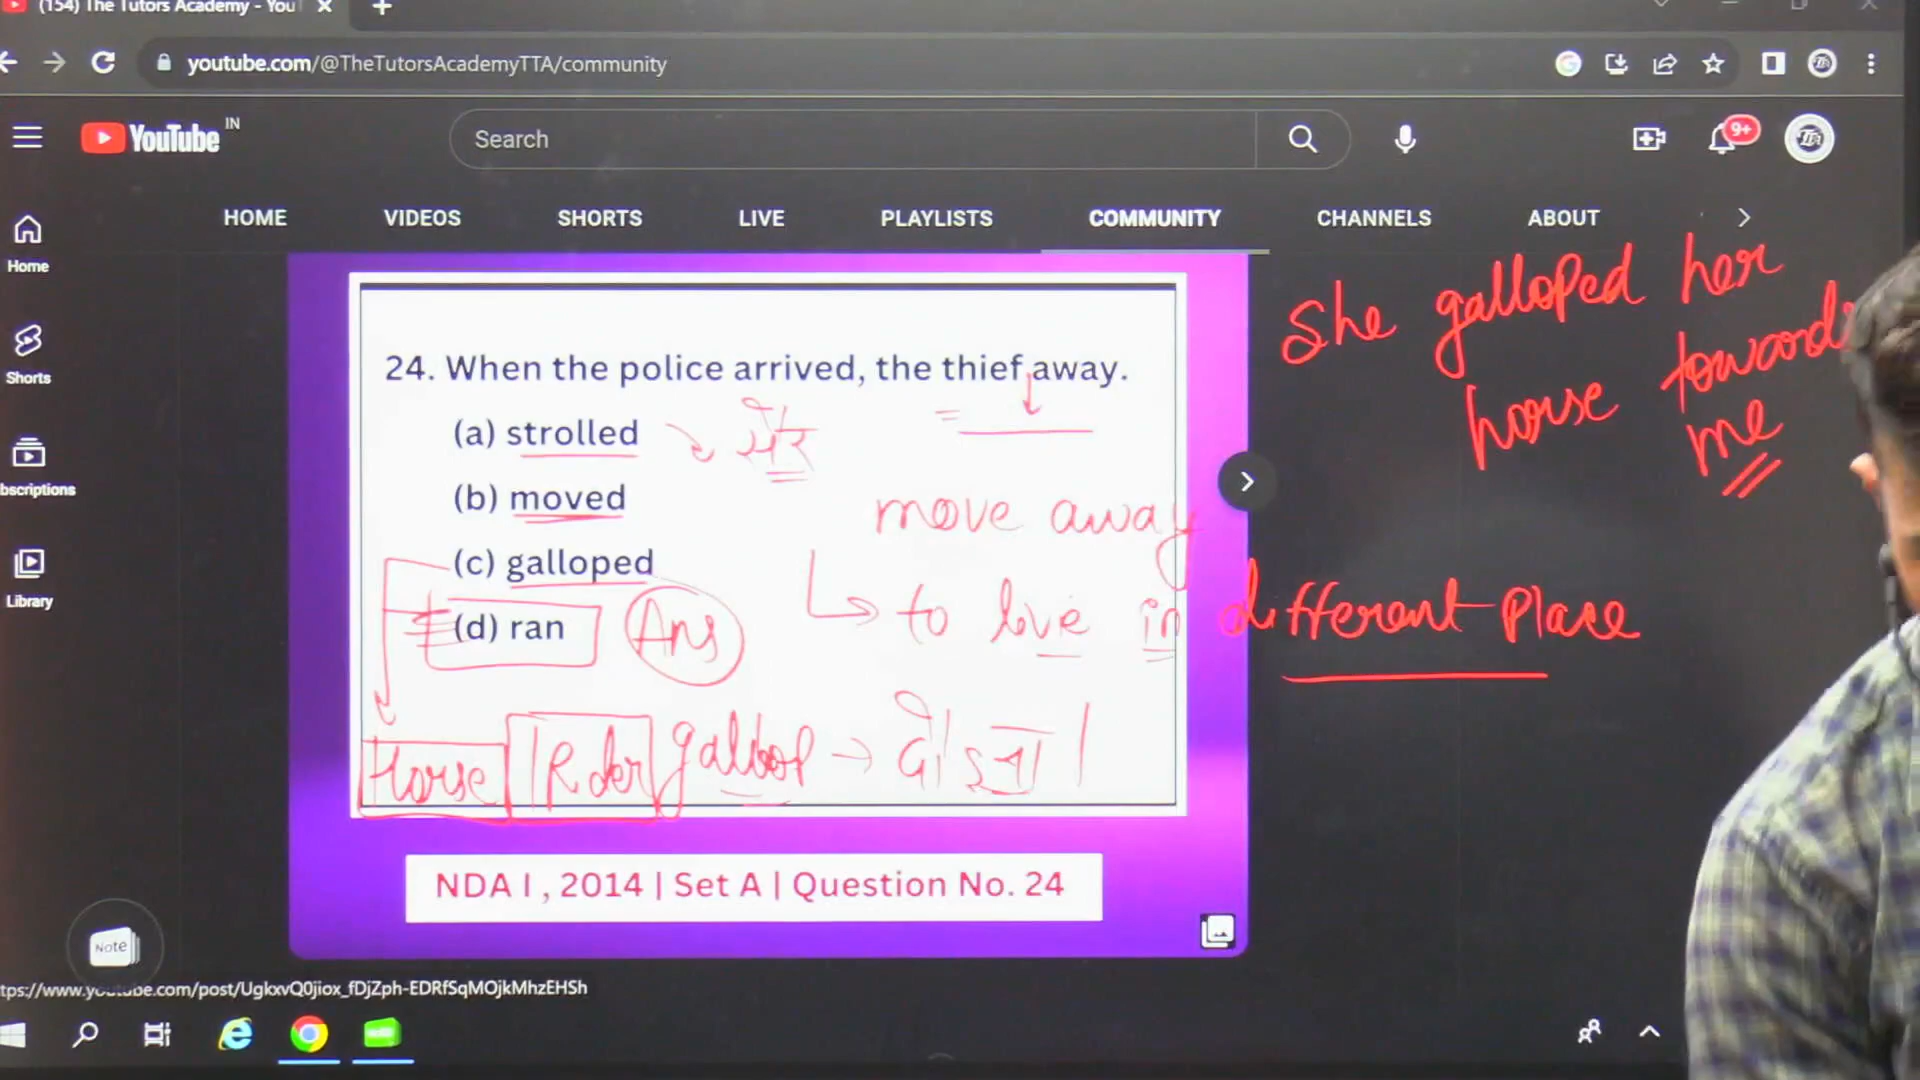 (154) The Tutors Academy - You
youtube.com/@TheTutorsAcademyTTA/community
YouTube IN
Search
9+
HOME VIDEOS SHORTS LIVE PLAYLISTS COMMUNITY CHANNELS ABOUT
Home
Shorts
bscriptions
Library
24. When the police arrived, the thief away.
(a) strolled
(b) moved
(c) galloped
(d) ran
Ans
सैर
move away
to live in different place
Horse Rider gallop → दौड़ना
She galloped her
horse towards
me
NDA I , 2014 | Set A | Question No. 24
Note
tps://www.youtube.com/post/UgkxvQ0jiox_fDjZph-EDRfSqMOjkMhzEHSh